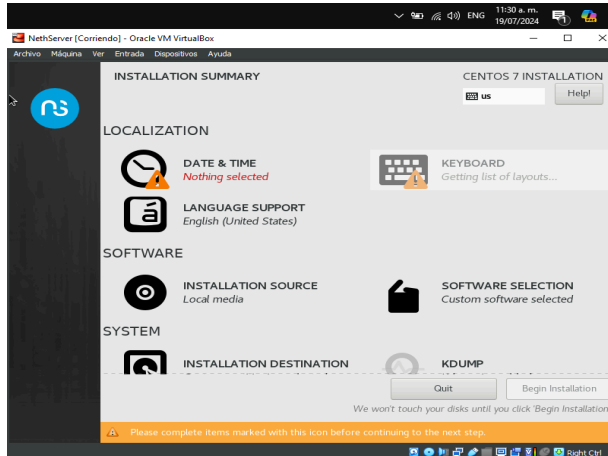 ENG
11:30 a. m.
19/07/2024
NethServer [Corriendo] - Oracle VM VirtualBox
Archivo Máquina Ver Entrada Dispositivos Ayuda
INSTALLATION SUMMARY
CENTOS 7 INSTALLATION
us
Help!
LOCALIZATION
DATE & TIME
Nothing selected
KEYBOARD
Getting list of layouts...
LANGUAGE SUPPORT
English (United States)
SOFTWARE
INSTALLATION SOURCE
Local media
SOFTWARE SELECTION
Custom software selected
SYSTEM
INSTALLATION DESTINATION
KDUMP
Quit
Begin Installation
We won't touch your disks until you click 'Begin Installation
Please complete items marked with this icon before continuing to the next step.
Right Ctrl